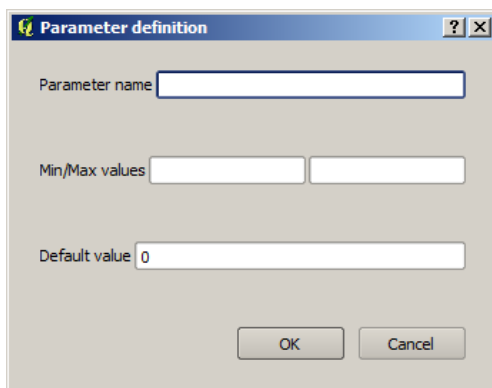 Parameter definition
Parameter name
Min/Max values
Default value 0
OK Cancel